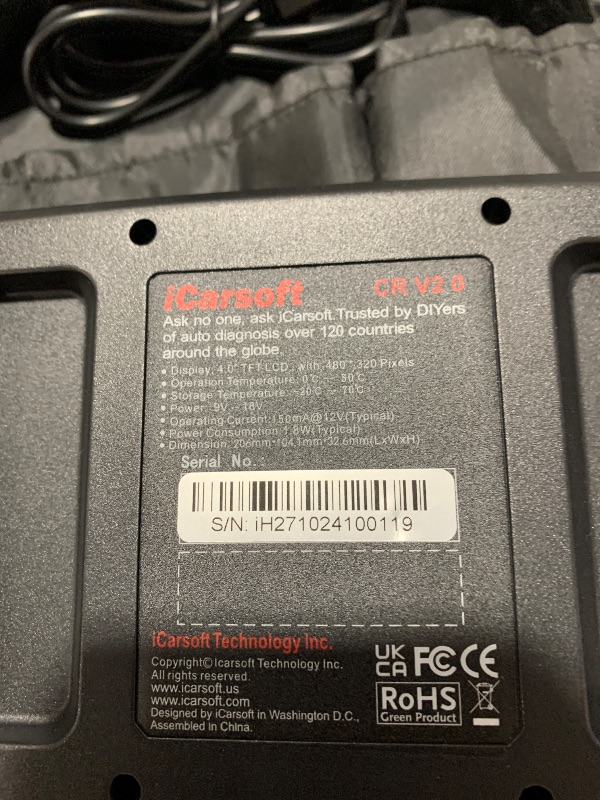 iCarsoft
CR V2.0
Ask no one, ask iCarsoft.Trusted by DIYers
of auto diagnosis over 120 countries
around the globe.
• Display: 4.0" TFT LCD , with 480 * 320 Pixels
• Operation Temperature: 0℃ ~ 50℃
• Storage Temperature: -20℃ ~ 70℃
• Power: 9V ~ 18V
• Operating Current:150mA@12V(Typical)
• Power Consumption:1.8W(Typical)
• Dimension: 206mm*104.1mm*32.6mm(LxWxH)
Serial No.:
S/N: iH271024100119
iCarsoft Technology Inc.
Copyright© Icarsoft Technology Inc.
All rights reserved.
www.icarsoft.us
www.icarsoft.com
Designed by iCarsoft in Washington D.C.,
Assembled in China.
UK
CA
FC CE
RoHS
Green Product